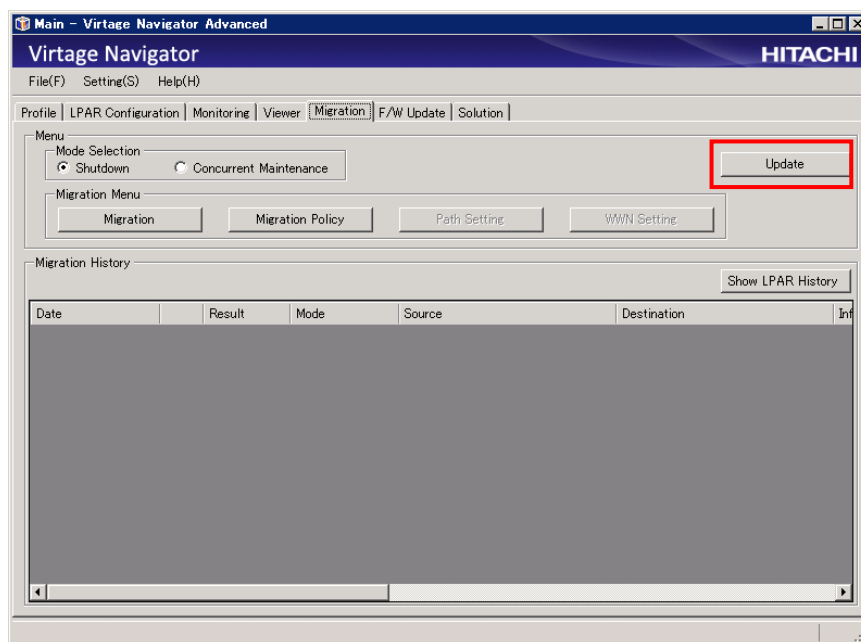 Main - Virtage Navigator Advanced
Virtage Navigator HITACHI
File(F) Setting(S) Help(H)
Profile LPAR Configuration Monitoring Viewer Migration F/W Update Solution
Menu
Mode Selection
Shutdown Concurrent Maintenance Update
Migration Menu
Migration Migration Policy Path Setting WWN Setting
Migration History
Show LPAR History
Date Result Mode Source Destination Inf